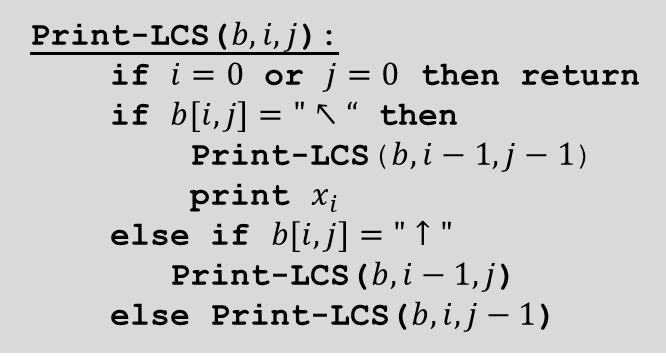 Print-LCS(b,i,j):
if i = 0 or j = 0 then return
if b[i,j] = "↖“ then
Print-LCS(b,i − 1,j − 1)
print xᵢ
else if b[i,j] = "↑"
Print-LCS(b,i − 1,j)
else Print-LCS(b,i,j − 1)